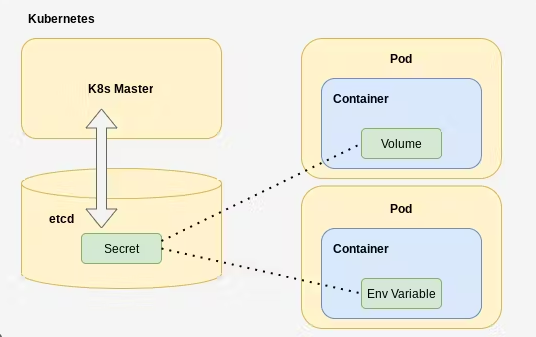 Kubernetes
K8s Master
etcd
Secret
Pod
Container
Volume
Pod
Container
Env Variable